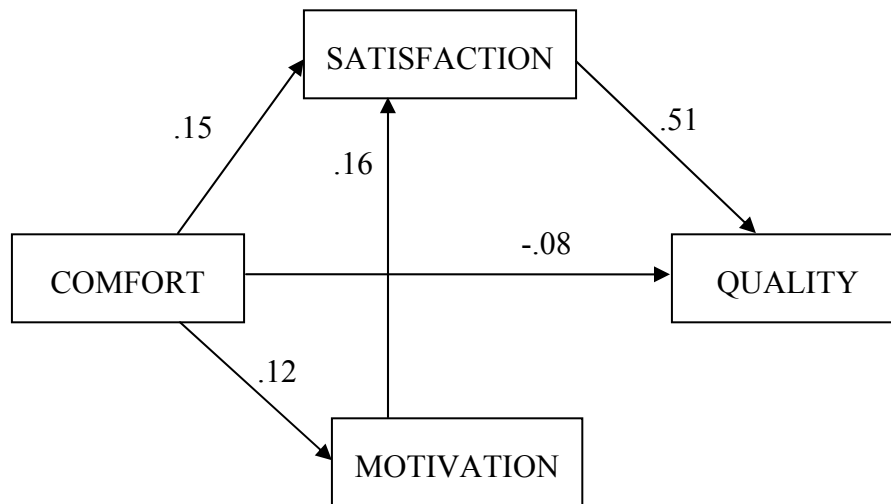 SATISFACTION
.15
.51
.16
-.08
COMFORT
QUALITY
.12
MOTIVATION